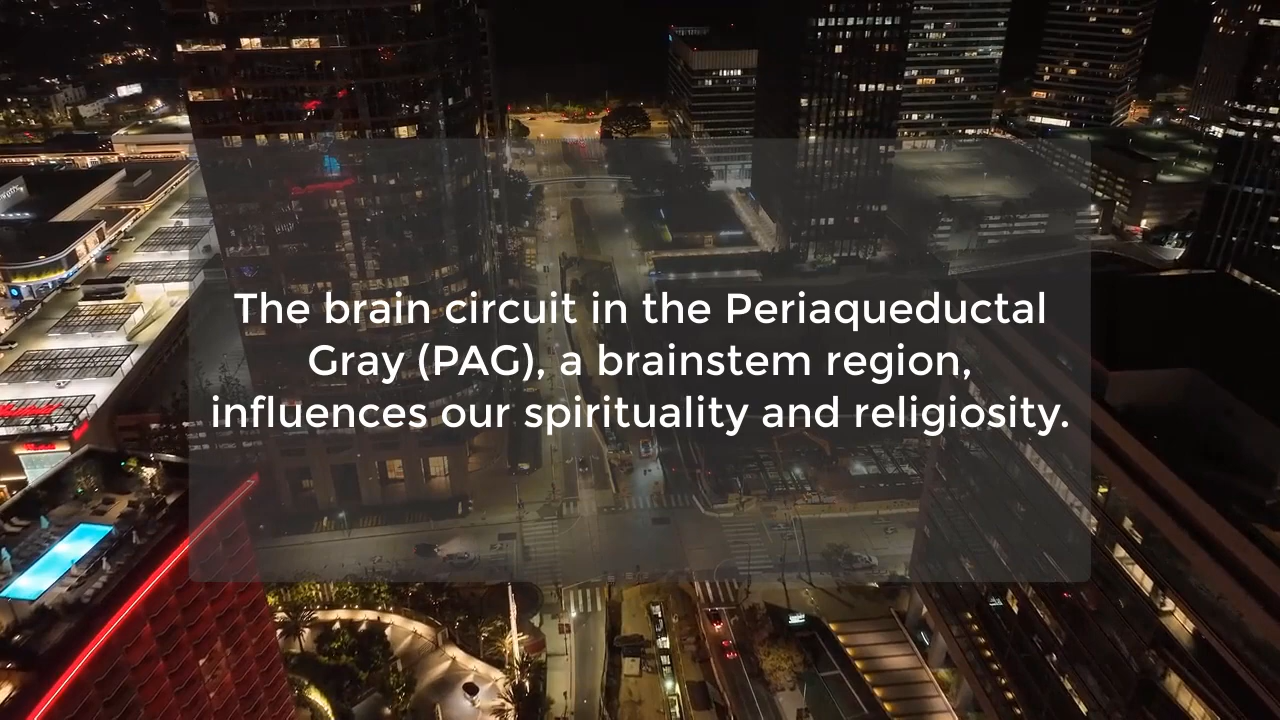 The brain circuit in the Periaqueductal
Gray (PAG), a brainstem region,
influences our spirituality and religiosity.